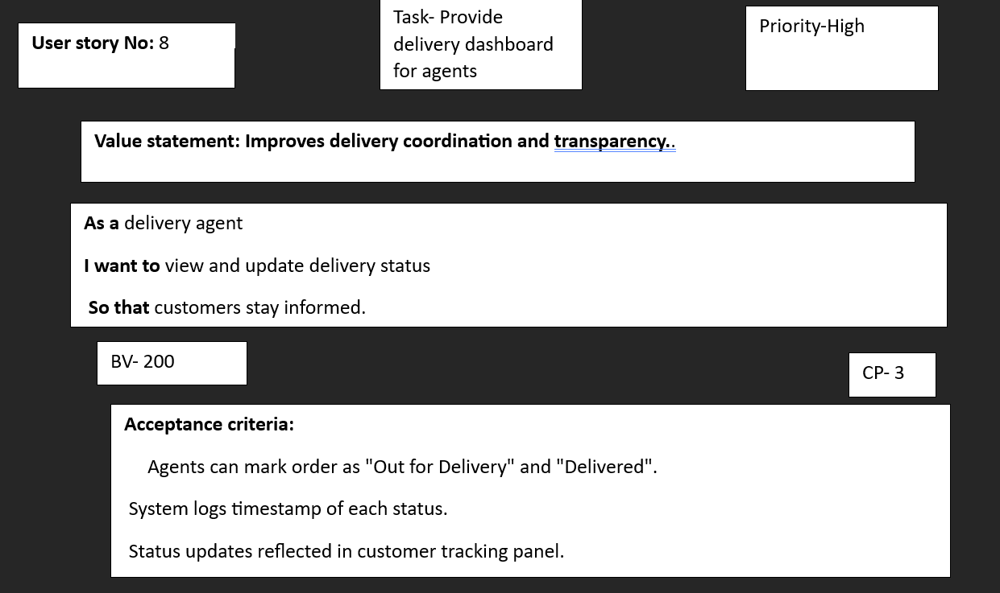 User story No: 8
Task- Provide
delivery dashboard
for agents
Priority-High
Value statement: Improves delivery coordination and transparency..
As a delivery agent
I want to view and update delivery status
So that customers stay informed.
BV- 200
CP- 3
Acceptance criteria:
Agents can mark order as "Out for Delivery" and "Delivered".
System logs timestamp of each status.
Status updates reflected in customer tracking panel.